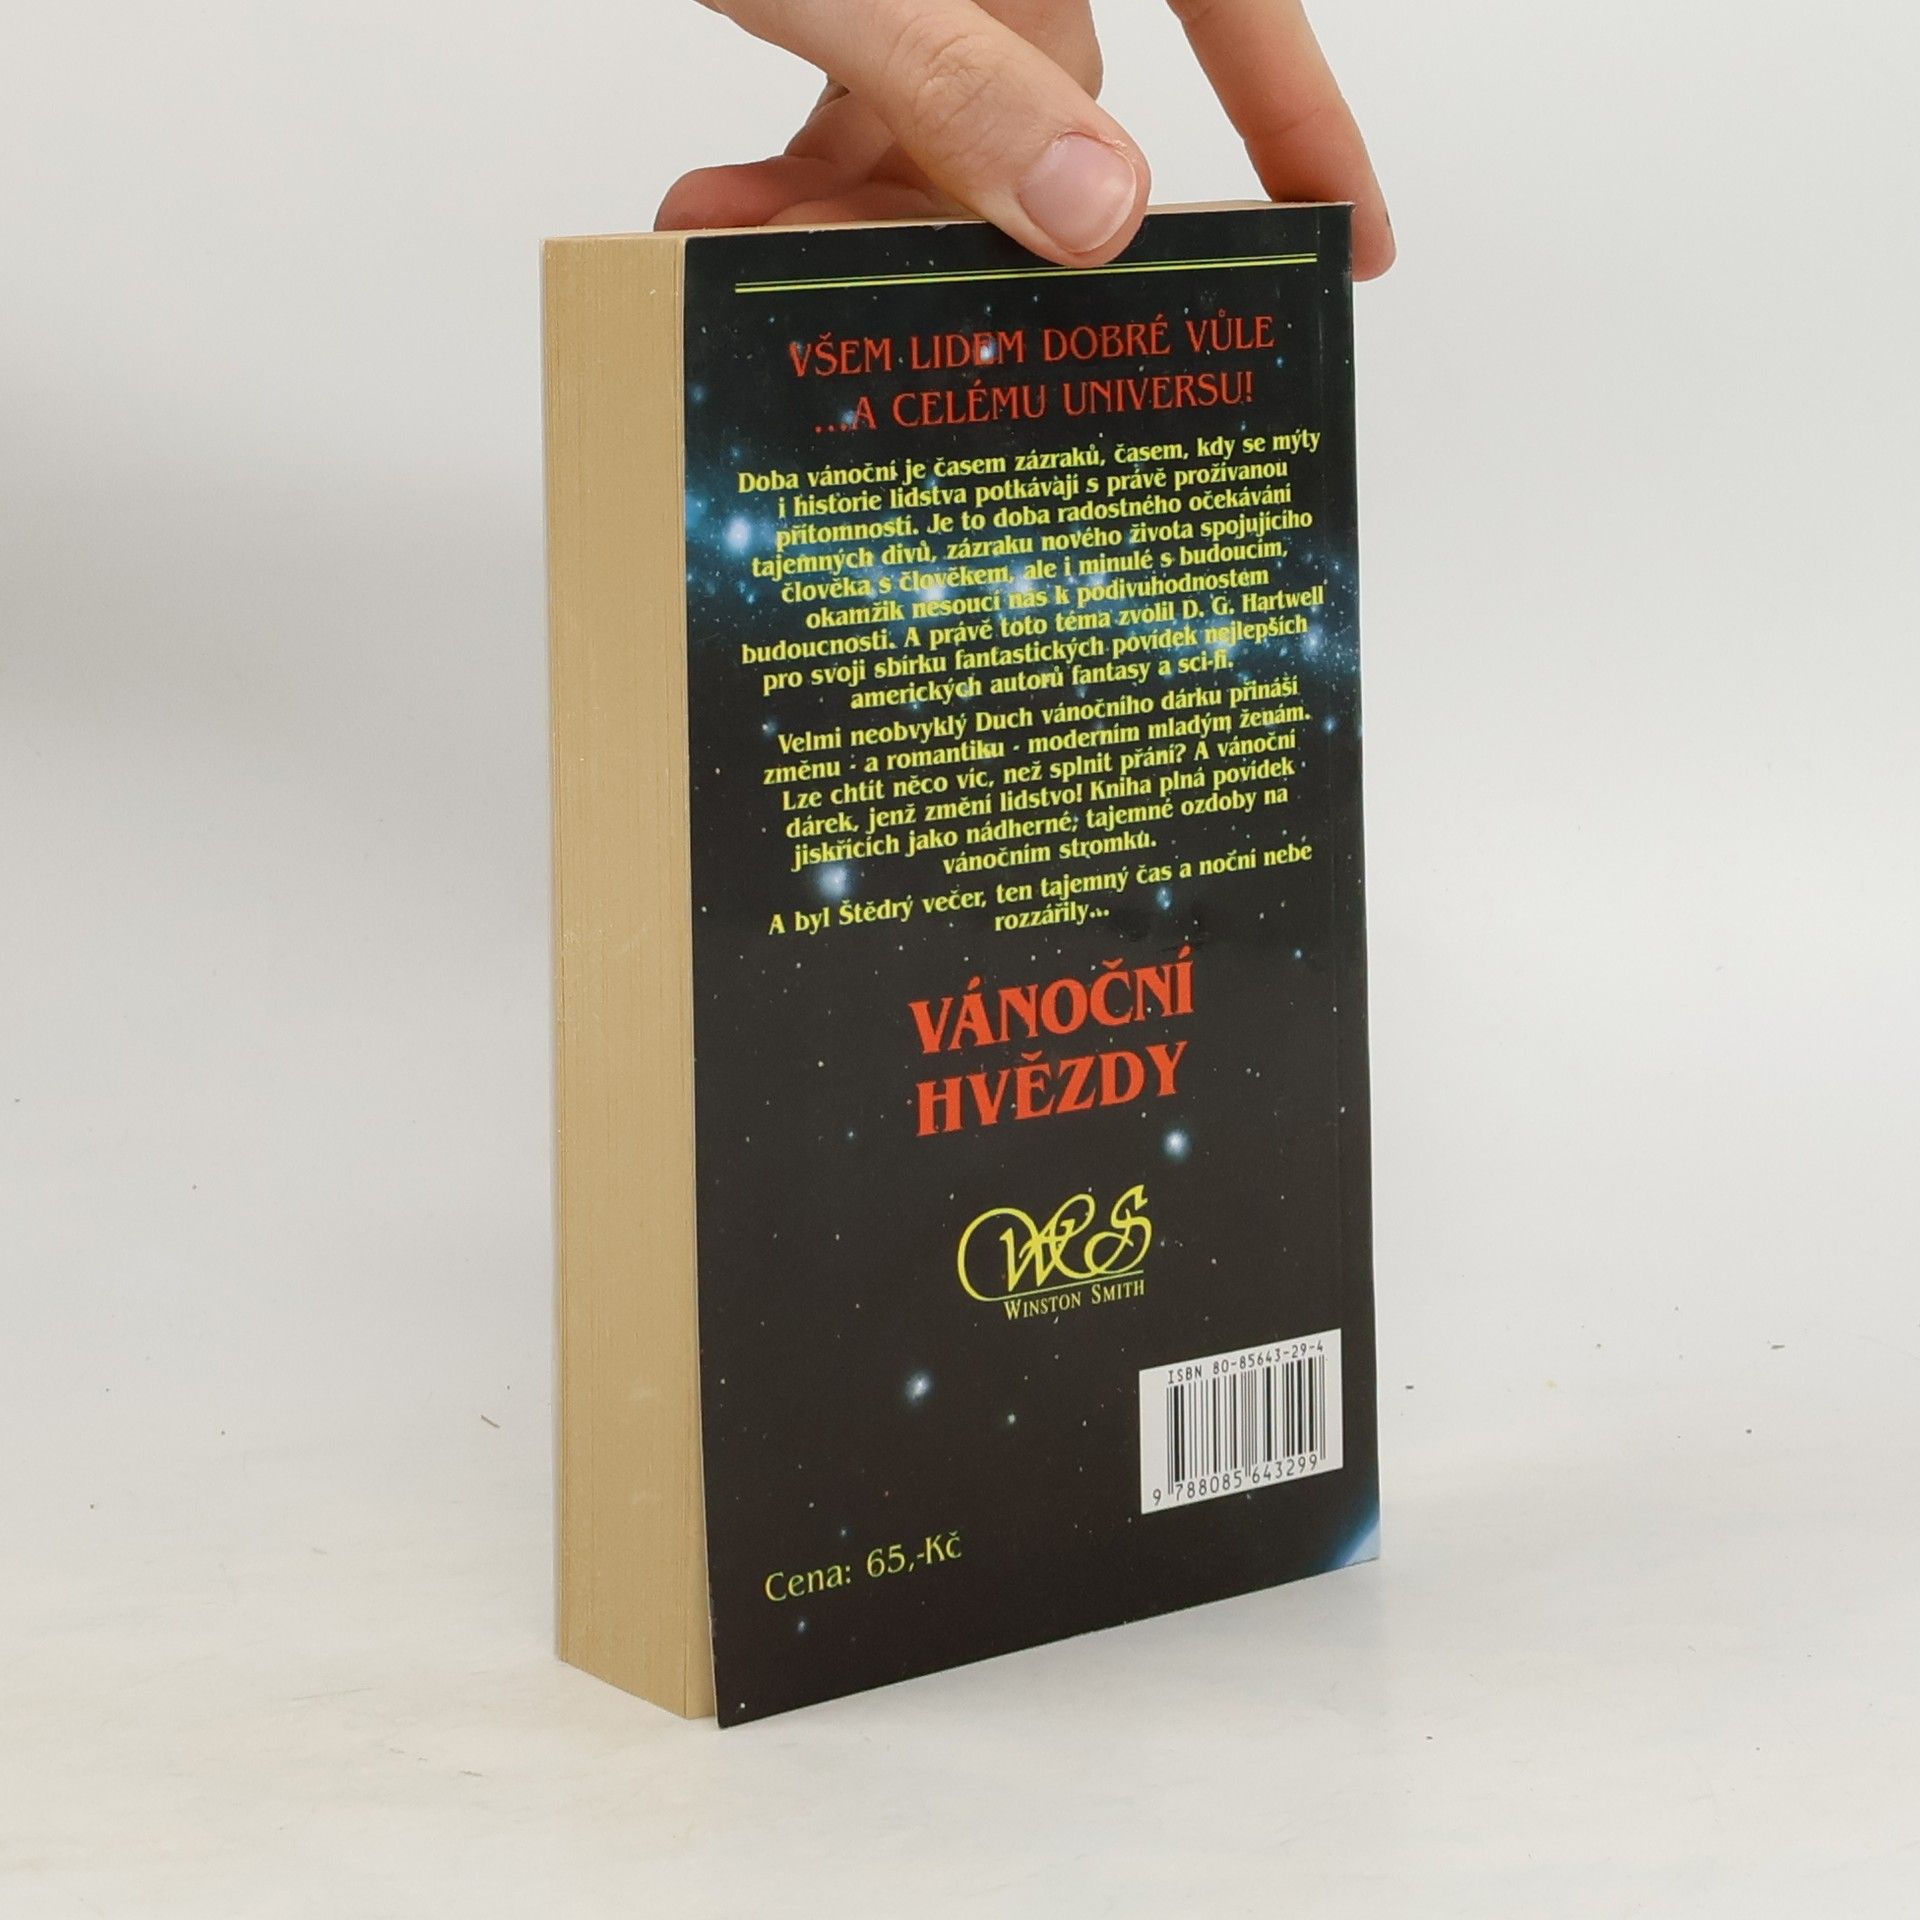 VŠEM LIDEM DOBRÉ VŮLE
...A CELÉMU UNIVERSU!
Doba vánoční je časem zázraků, časem, kdy se mýty
i historie lidstva potkávají s právě prožívanou
přítomností. Je to doba radostného očekávání
tajemných divů, zázraku nového života spojujícího
člověka s člověkem, ale i minulé s budoucím,
okamžik nesoucí nás k podivuhodnostem
budoucnosti. A právě toto téma zvolil D. G. Hartwell
pro svoji sbírku fantastických povídek nejlepších
amerických autorů fantasy a sci-fi.
Velmi neobvyklý Duch vánočního dárku přináší
změnu - a romantiku - moderním mladým ženám.
Lze chtít něco víc, než splnit přání? A vánoční
dárek, jenž změní lidstvo! Kniha plná povídek
jiskřících jako nádherné, tajemné ozdoby na
vánočním stromku.
A byl Štědrý večer, ten tajemný čas a noční nebe
rozzářily...
VÁNOČNÍ
HVĚZDY
WS
WINSTON SMITH
ISBN 80-85643-29-4
9 788085 643299
Cena: 65,-Kč